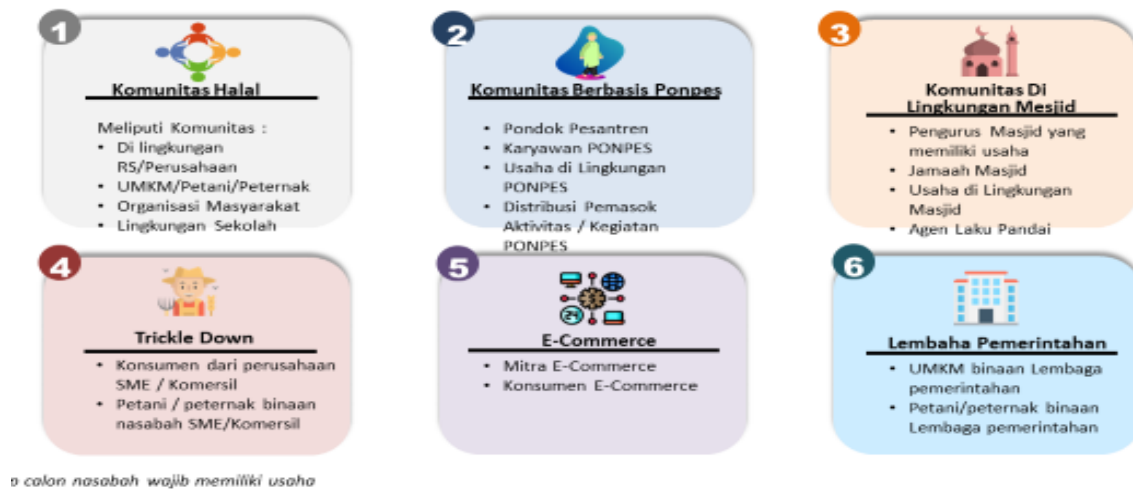 1
Komunitas Halal
Meliputi Komunitas :
• Di lingkungan
RS/Perusahaan
• UMKM/Petani/Peternak
• Organisasi Masyarakat
• Lingkungan Sekolah
2
Komunitas Berbasis Ponpes
• Pondok Pesantren
• Karyawan PONPES
• Usaha di Lingkungan
PONPES
• Distribusi Pemasok
Aktivitas / Kegiatan
PONPES
3
Komunitas Di
Lingkungan Mesjid
• Pengurus Masjid yang
memiliki usaha
• Jamaah Masjid
• Usaha di Lingkungan
Masjid
• Agen Laku Pandai
4
Trickle Down
• Konsumen dari perusahaan
SME / Komersil
• Petani / peternak binaan
nasabah SME/Komersil
5
24
E-Commerce
• Mitra E-Commerce
• Konsumen E-Commerce
6
Lembaha Pemerintahan
• UMKM binaan Lembaga
pemerintahan
• Petani/peternak binaan
Lembaga pemerintahan
calon nasabah wajib memiliki usaha